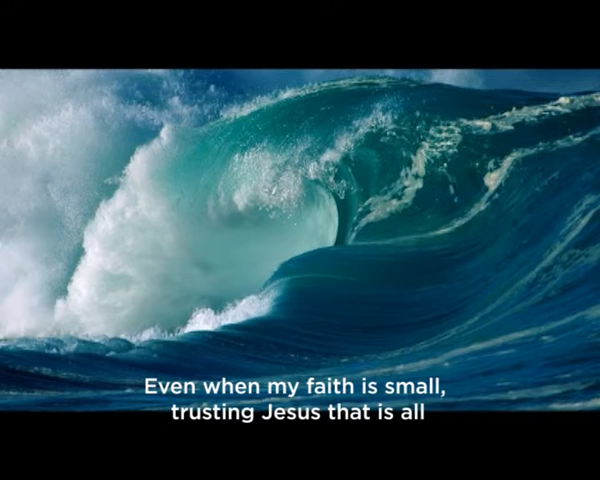 Even when my faith is small,
trusting Jesus that is all